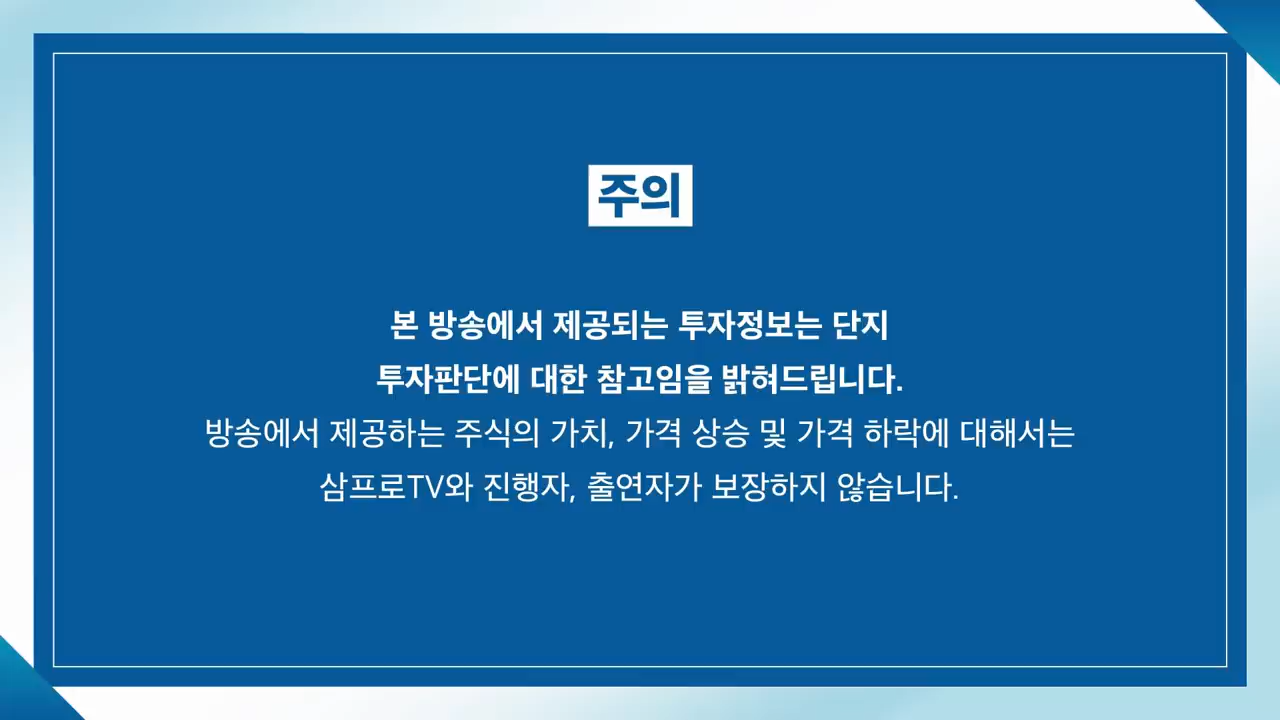 주의
본 방송에서 제공되는 투자정보는 단지
투자판단에 대한 참고임을 밝혀드립니다.
방송에서 제공하는 주식의 가치, 가격 상승 및 가격 하락에 대해서는
삼프로TV와 진행자, 출연자가 보장하지 않습니다.